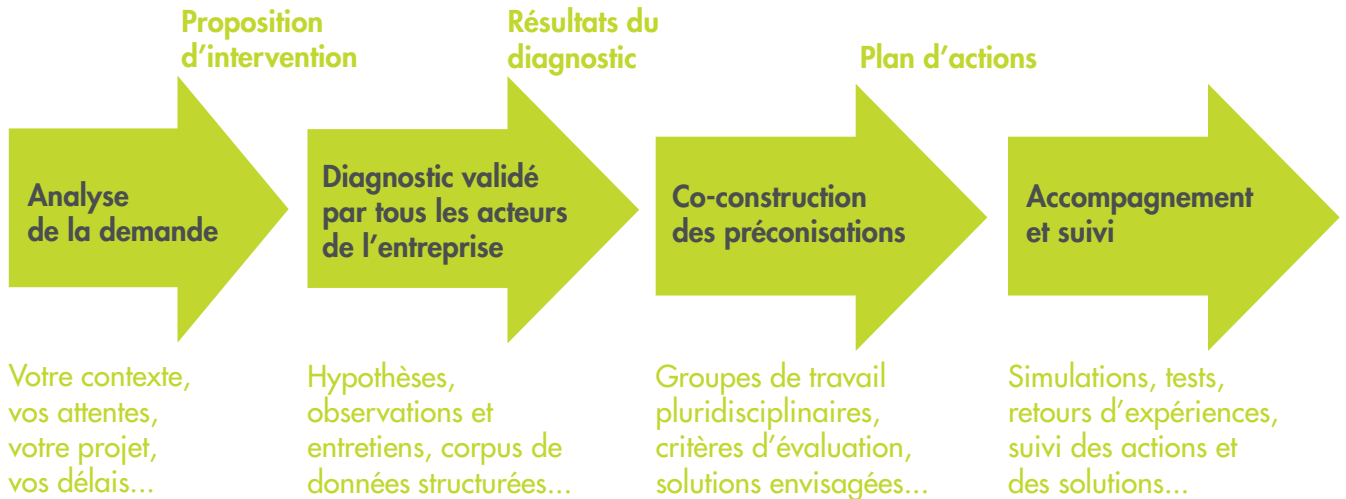 Proposition
d’intervention
Résultats du
diagnostic
Plan d’actions
Analyse
de la demande
Diagnostic validé
par tous les acteurs
de l’entreprise
Co-construction
des préconisations
Accompagnement
et suivi
Votre contexte,
vos attentes,
votre projet,
vos délais...
Hypothèses,
observations et
entretiens, corpus de
données structurées...
Groupes de travail
pluridisciplinaires,
critères d’évaluation,
solutions envisagées...
Simulations, tests,
retours d’expériences,
suivi des actions et
des solutions...